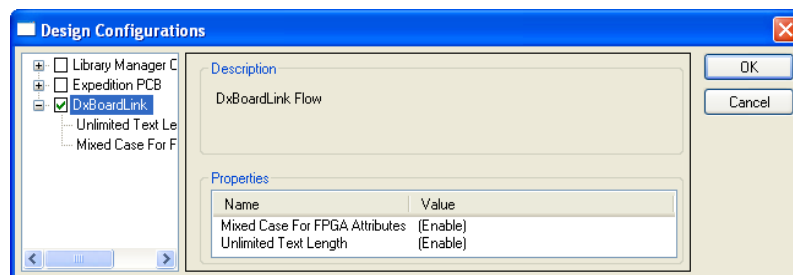 Design Configurations
Library Manager C
Expedition PCB
DxBoardLink
Unlimited Text Le
Mixed Case For F
Description
DxBoardLink Flow
Properties
Name Value
Mixed Case For FPGA Attributes (Enable)
Unlimited Text Length (Enable)
OK
Cancel